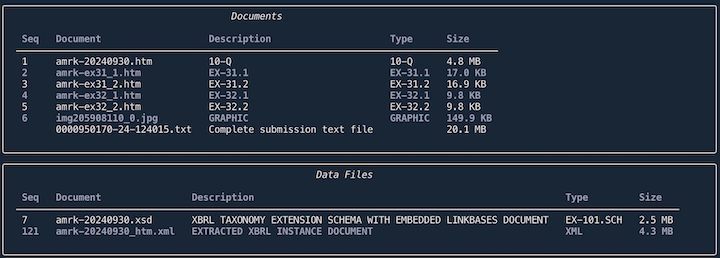 Documents
Seq Document Description Type Size
1 amrk-20240930.htm 10-Q 10-Q 4.8 MB
2 amrk-ex31_1.htm EX-31.1 EX-31.1 17.0 KB
3 amrk-ex31_2.htm EX-31.2 EX-31.2 16.9 KB
4 amrk-ex32_1.htm EX-32.1 EX-32.1 9.8 KB
5 amrk-ex32_2.htm EX-32.2 EX-32.2 9.8 KB
6 img205908110_0.jpg GRAPHIC GRAPHIC 149.9 KB
0000950170-24-124015.txt Complete submission text file 20.1 MB
Data Files
Seq Document Description Type Size
7 amrk-20240930.xsd XBRL TAXONOMY EXTENSION SCHEMA WITH EMBEDDED LINKBASES DOCUMENT EX-101.SCH 2.5 MB
121 amrk-20240930_htm.xml EXTRACTED XBRL INSTANCE DOCUMENT XML 4.3 MB